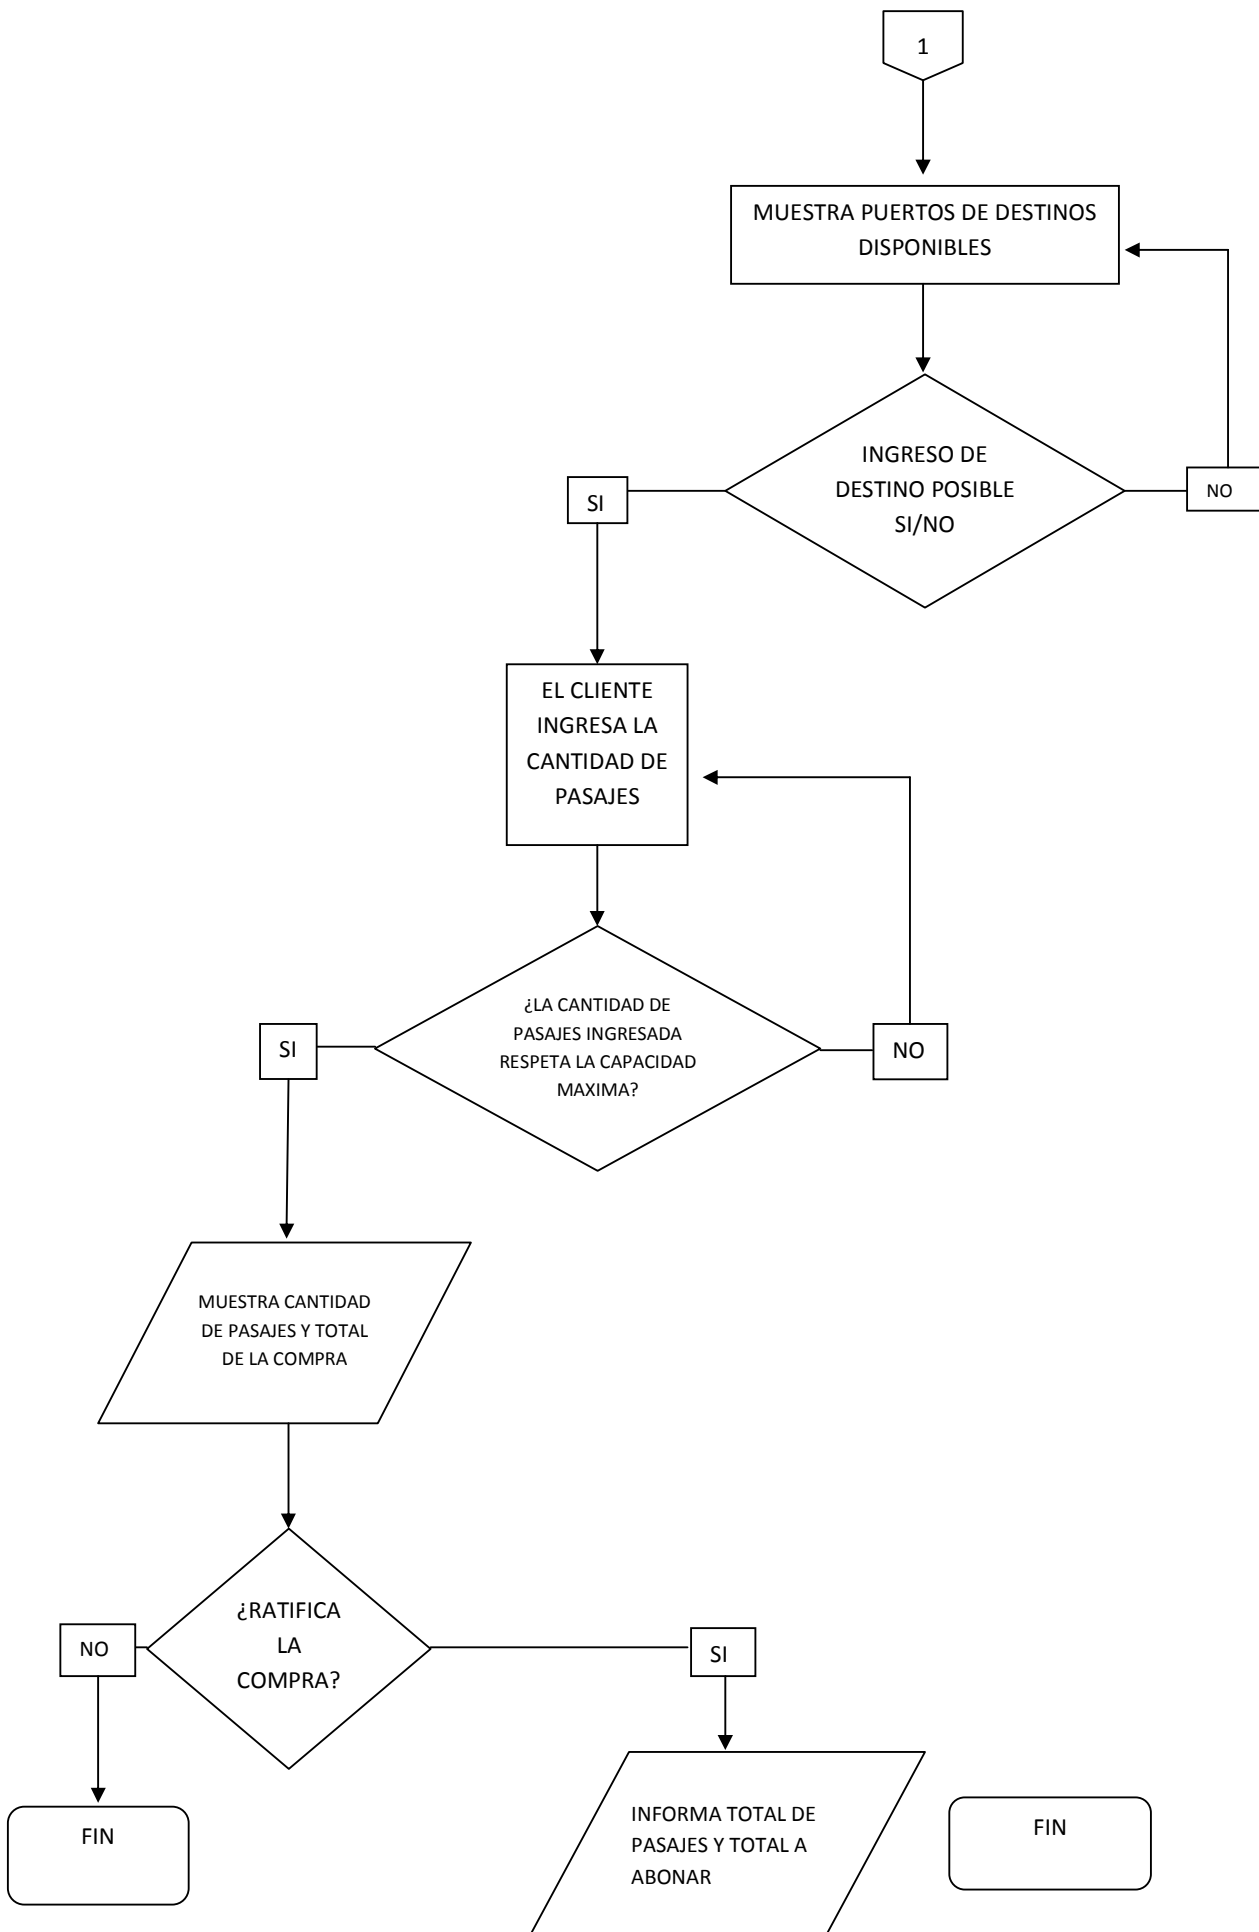 1
MUESTRA PUERTOS DE DESTINOS
DISPONIBLES
INGRESO DE
DESTINO POSIBLE
SI/NO
SI
NO
EL CLIENTE
INGRESA LA
CANTIDAD DE
PASAJES
¿LA CANTIDAD DE
PASAJES INGRESADA
RESPETA LA CAPACIDAD
MAXIMA?
SI
NO
MUESTRA CANTIDAD
DE PASAJES Y TOTAL
DE LA COMPRA
¿RATIFICA
LA
COMPRA?
NO
SI
FIN
INFORMA TOTAL DE
PASAJES Y TOTAL A
ABONAR
FIN